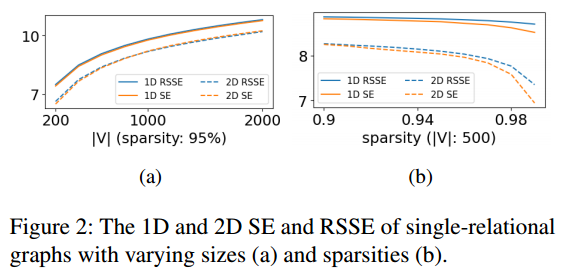 10
7
1D RSSE
2D RSSE
1D SE
2D SE
200
1000
2000
|V| (sparsity: 95%)
(a)
8
7
1D RSSE
2D RSSE
1D SE
2D SE
0.9
0.94
0.98
sparsity (|V|: 500)
(b)
Figure 2: The 1D and 2D SE and RSSE of single-relational
graphs with varying sizes (a) and sparsities (b).